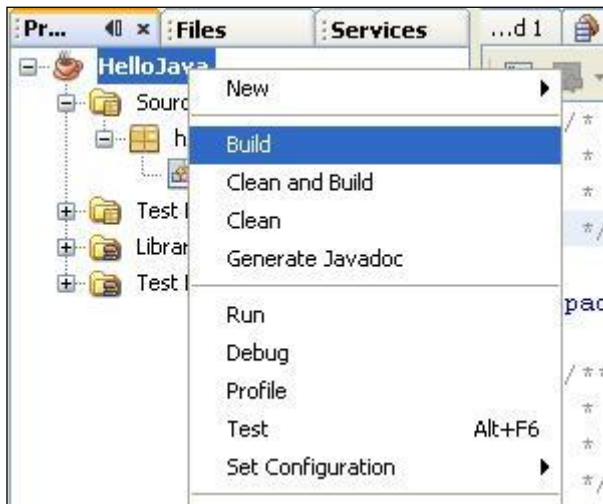 Pr... Files Services ...d 1
HelloJava
New
Sourc
/*
Build
h
*
Clean and Build
*
Clean
Test
*/
Generate Javadoc
Librar
Test
Run
pac
Debug
Profile
/**
Test Alt+F6
*
Set Configuration
*
*/